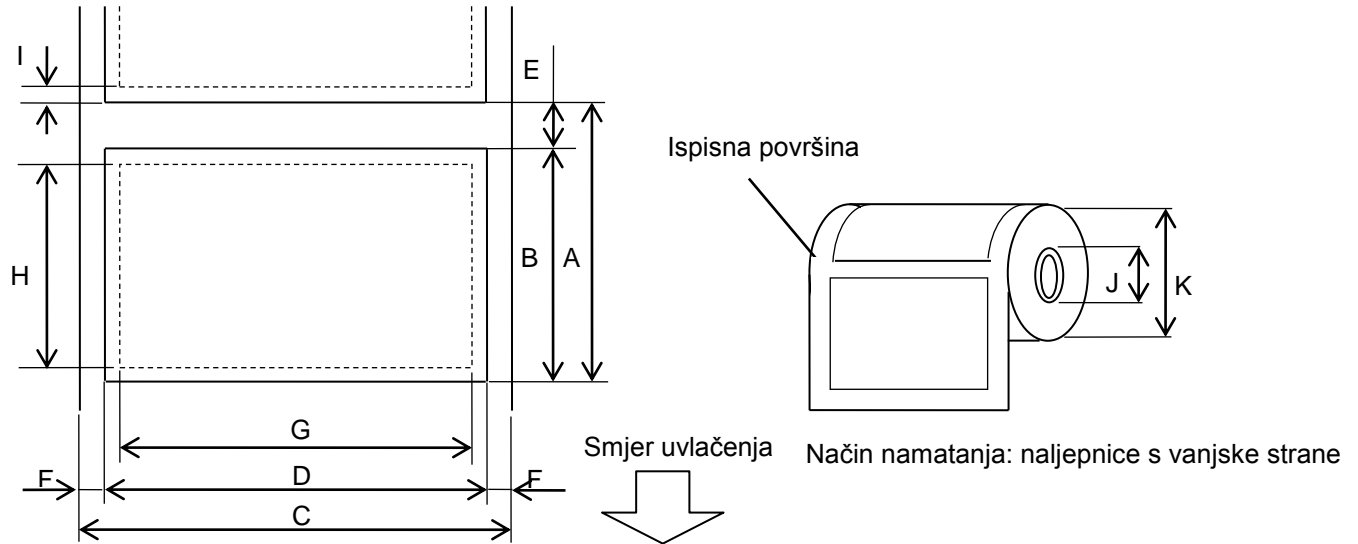 I
E
Ispisna površina
H
B
A
J
K
G
Smjer uvlačenja
Način namatanja: naljepnice s vanjske strane
F
D
F
C